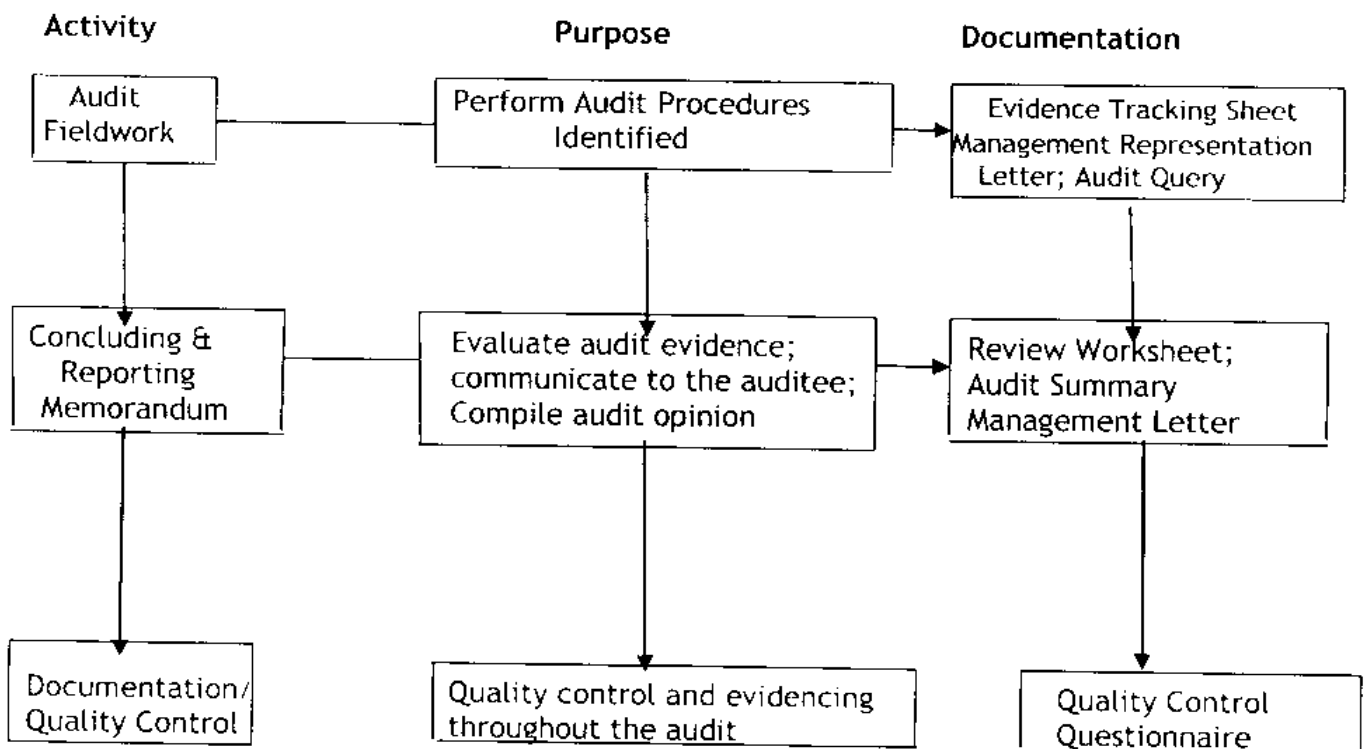 Activity
Purpose
Documentation
Audit
Fieldwork
Perform Audit Procedures
Identified
Evidence Tracking Sheet
Management Representation
Letter; Audit Query
Concluding &
Reporting
Memorandum
Evaluate audit evidence;
communicate to the auditee;
Compile audit opinion
Review Worksheet;
Audit Summary
Management Letter
Documentation/
Quality Control
Quality control and evidencing
throughout the audit
Quality Control
Questionnaire